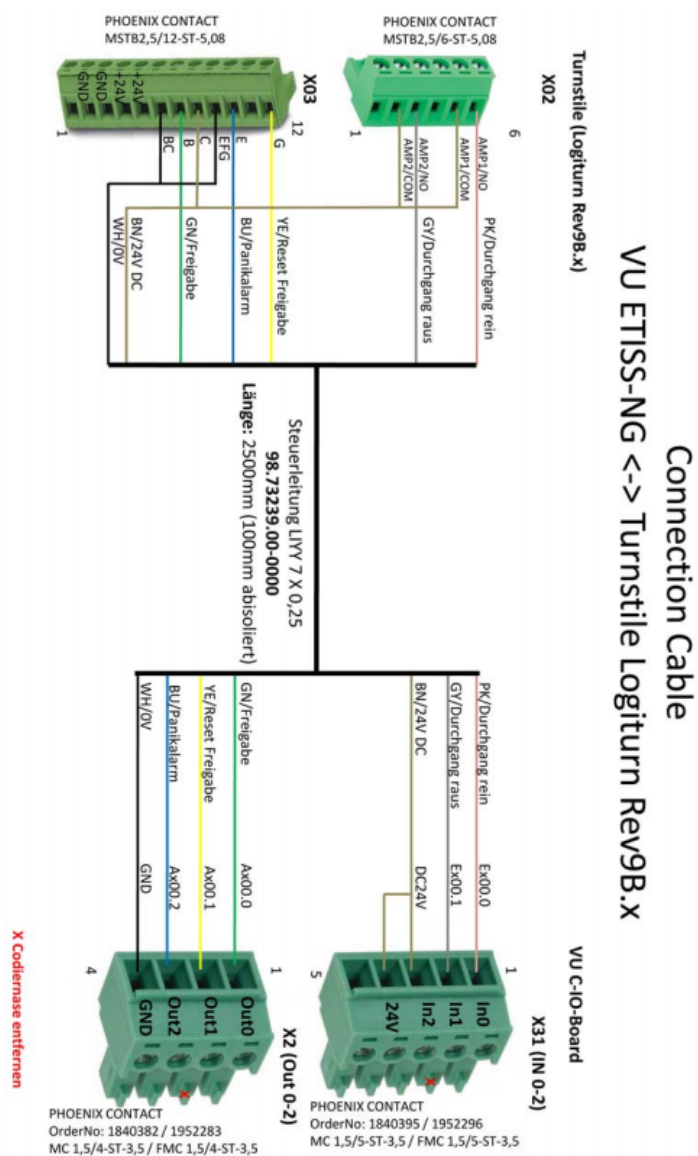 Connection Cable
VU ETISS-NG <-> Turnstile Logiturn Rev9B.x
Turnstile (Logiturn Rev9B.x)
X02
PHOENIX CONTACT
MSTB2,5/6-ST-5,08
6
1
AMP1/NO
AMP1/COM
AMP2/NO
AMP2/COM
PK/Durchgang rein
GY/Durchgang raus
X03
PHOENIX CONTACT
MSTB2,5/12-ST-5,08
12
1
+24V
+24V
GND
GND
G
E
EFG
C
B
BC
YE/Reset Freigabe
BU/Panikalarm
GN/Freigabe
BN/24V DC
WH/0V
Steuerleitung LIYY 7 X 0,25
98.73239.00-0000
Länge: 2500mm (100mm abisoliert)
VU C-IO-Board
X31 (IN 0-2)
PK/Durchgang rein
Ex00.0
GY/Durchgang raus
Ex00.1
BN/24V DC
DC24V
1
5
In0
In1
In2
24V
X
PHOENIX CONTACT
OrderNo: 1840395 / 1952296
MC 1,5/5-ST-3,5 / FMC 1,5/5-ST-3,5
X2 (Out 0-2)
GN/Freigabe
Ax00.0
YE/Reset Freigabe
Ax00.1
BU/Panikalarm
Ax00.2
WH/0V
GND
1
4
Out0
Out1
Out2
GND
X
PHOENIX CONTACT
OrderNo: 1840382 / 1952283
MC 1,5/4-ST-3,5 / FMC 1,5/4-ST-3,5
X Codiernase entfernen